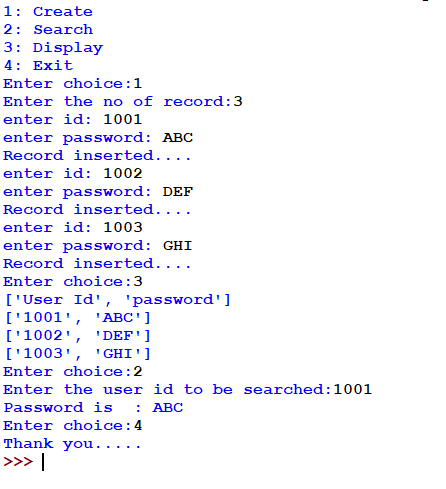 1: Create
2: Search
3: Display
4: Exit
Enter choice:1
Enter the no of record:3
enter id: 1001
enter password: ABC
Record inserted....
enter id: 1002
enter password: DEF
Record inserted....
enter id: 1003
enter password: GHI
Record inserted....
Enter choice:3
['User Id', 'password']
['1001', 'ABC']
['1002', 'DEF']
['1003', 'GHI']
Enter choice:2
Enter the user id to be searched:1001
Password is  : ABC
Enter choice:4
Thank you.....
>>>